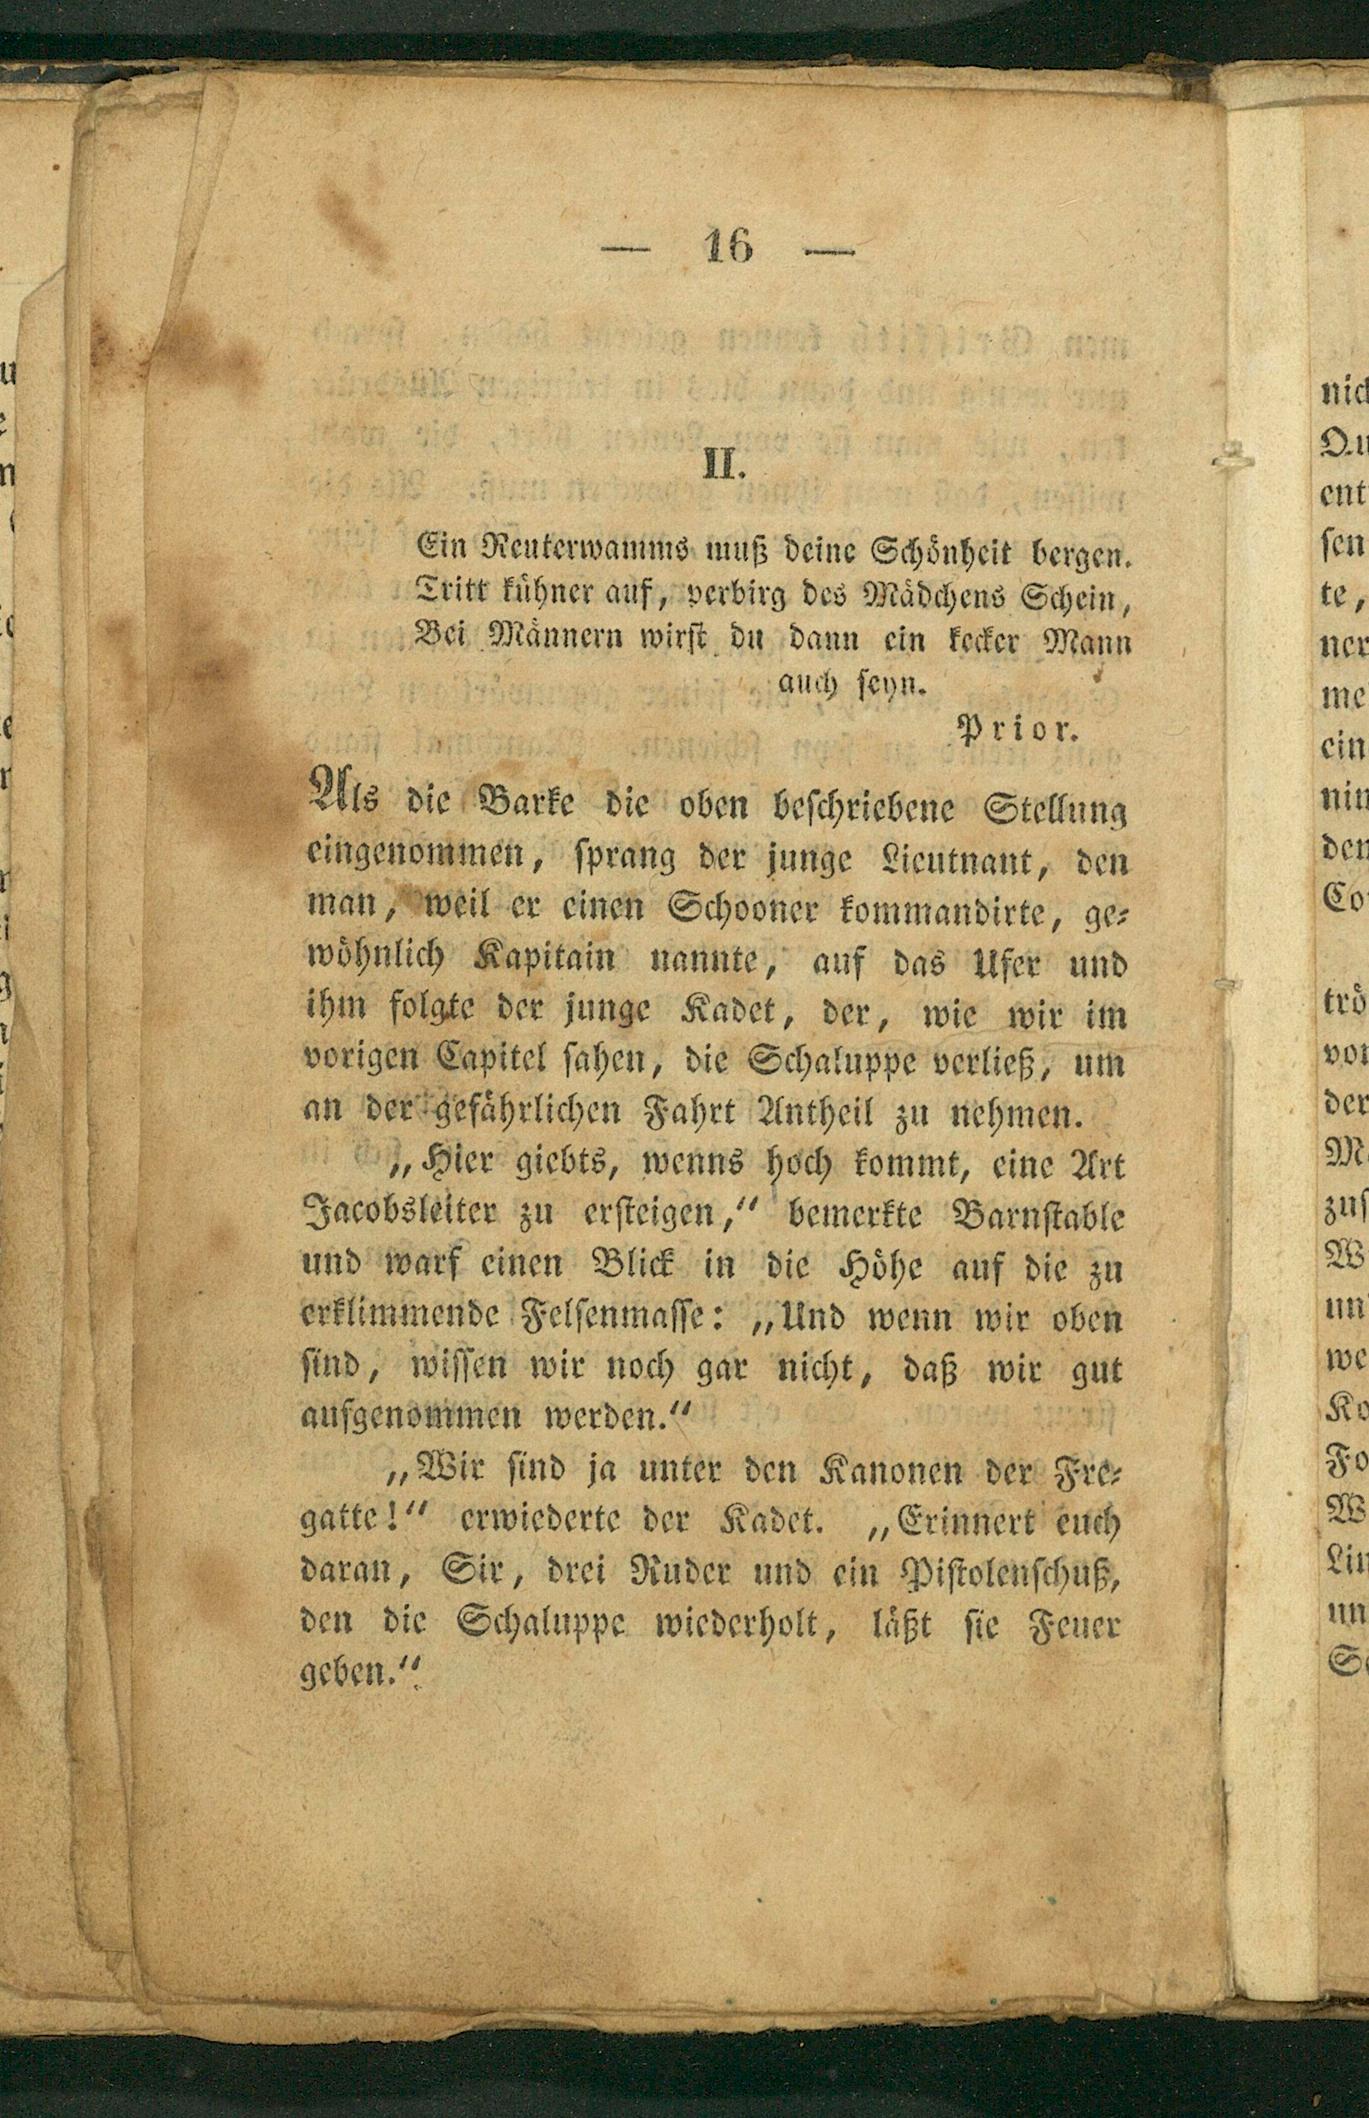 — 16 —
II.
Ein Reuterwamms muß deine Schönheit bergen.
Tritt kühner auf, verbirg des Mädchens Schein,
Bei Männern wirst du dann ein kecker Mann
auch seyn.
Prior.
Als die Barke die oben beschriebene Stellung
eingenommen, sprang der junge Lieutnant, den
man, weil er einen Schooner kommandirte, ge-
wöhnlich Kapitain nannte, auf das Ufer und
ihm folgte der junge Kadet, der, wie wir im
vorigen Capitel sahen, die Schaluppe verließ, um
an der gefährlichen Fahrt Antheil zu nehmen.
„Hier giebts, wenns hoch kommt, eine Art
Jacobsleiter zu ersteigen,“ bemerkte Barnstable
und warf einen Blick in die Höhe auf die zu
erklimmende Felsenmasse: „Und wenn wir oben
sind, wissen wir noch gar nicht, daß wir gut
aufgenommen werden.“
„Wir sind ja unter den Kanonen der Fre-
gatte!“ erwiederte der Kadet. „Erinnert euch
daran, Sir, drei Ruder und ein Pistolenschuß,
den die Schaluppe wiederholt, läßt sie Feuer
geben.“